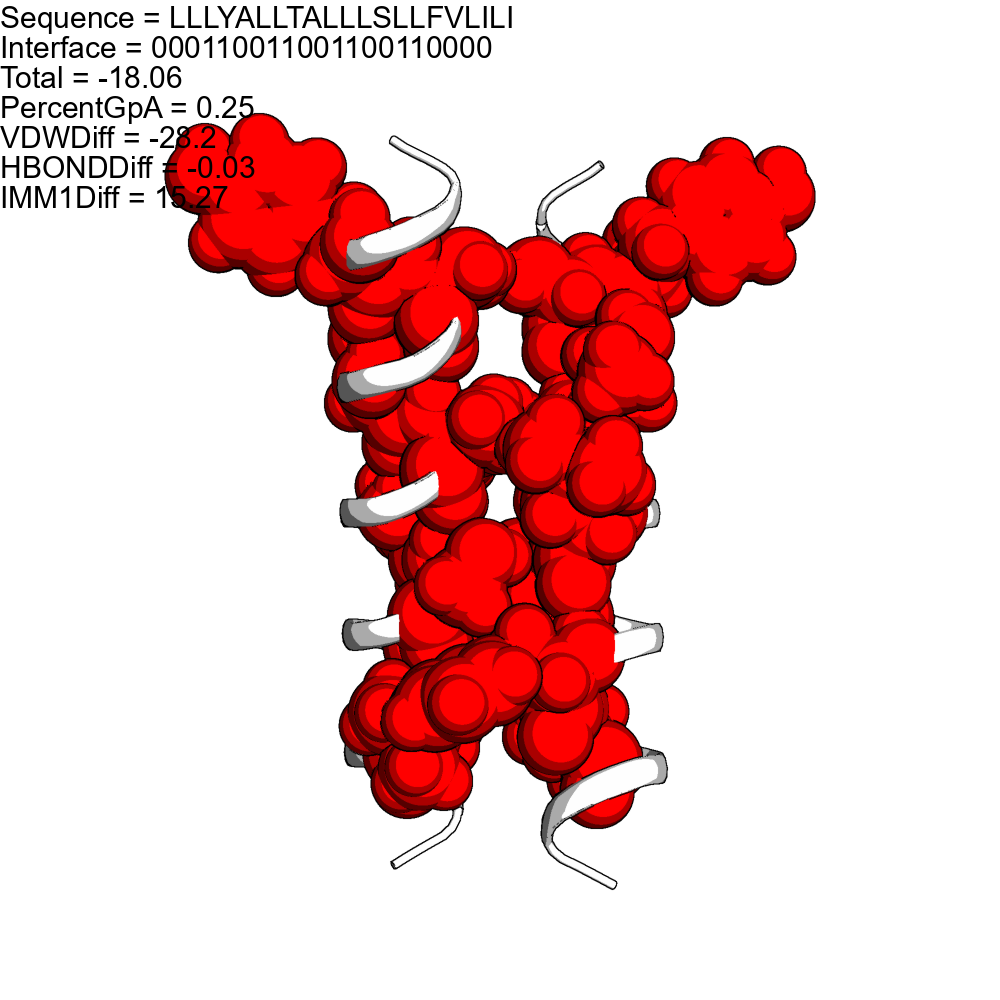 Sequence = LLLYALLTALLLSLLFVLILI
Interface = 000110011001100110000
Total = -18.06
PercentGpA = 0.25
VDWDiff = -28.2
HBONDDiff = -0.03
IMM1Diff = 15.27